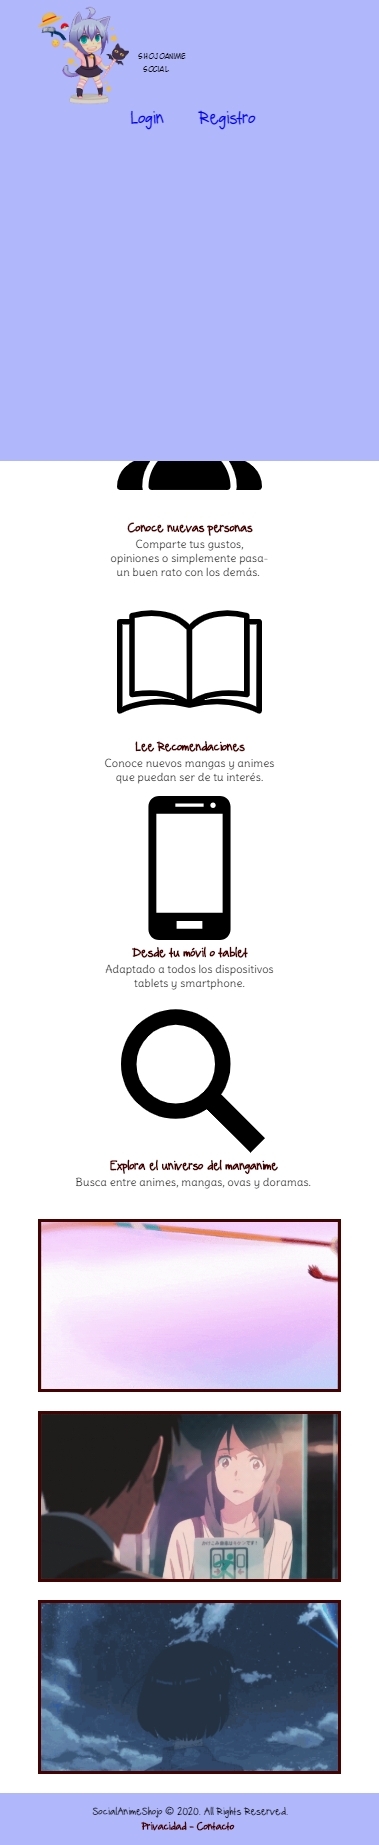 SHOJOANIME
SOCIAL
Login Registro
Conoce nuevas personas
Comparte tus gustos,
opiniones o simplemente pasa-
un buen rato con los demás.
Lee Recomendaciones
Conoce nuevos mangas y animes
que puedan ser de tu interés.
Desde tu móvil o tablet
Adaptado a todos los dispositivos
tablets y smartphone.
Explora el universo del manganime
Busca entre animes, mangas, ovas y doramas.
SocialAnimeShojo © 2020. All Rights Reserved.
Privacidad - Contacto